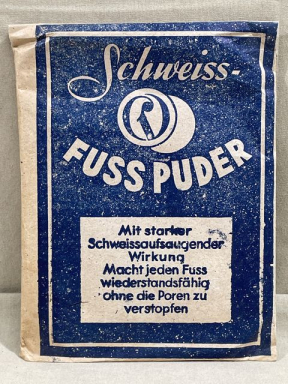 Schweiss-
R
FUSS PUDER
Mit starker
Schweissaufsaugender
Wirkung
Macht jeden Fuss
wiederstandsfähig
ohne die Poren zu
verstopfen